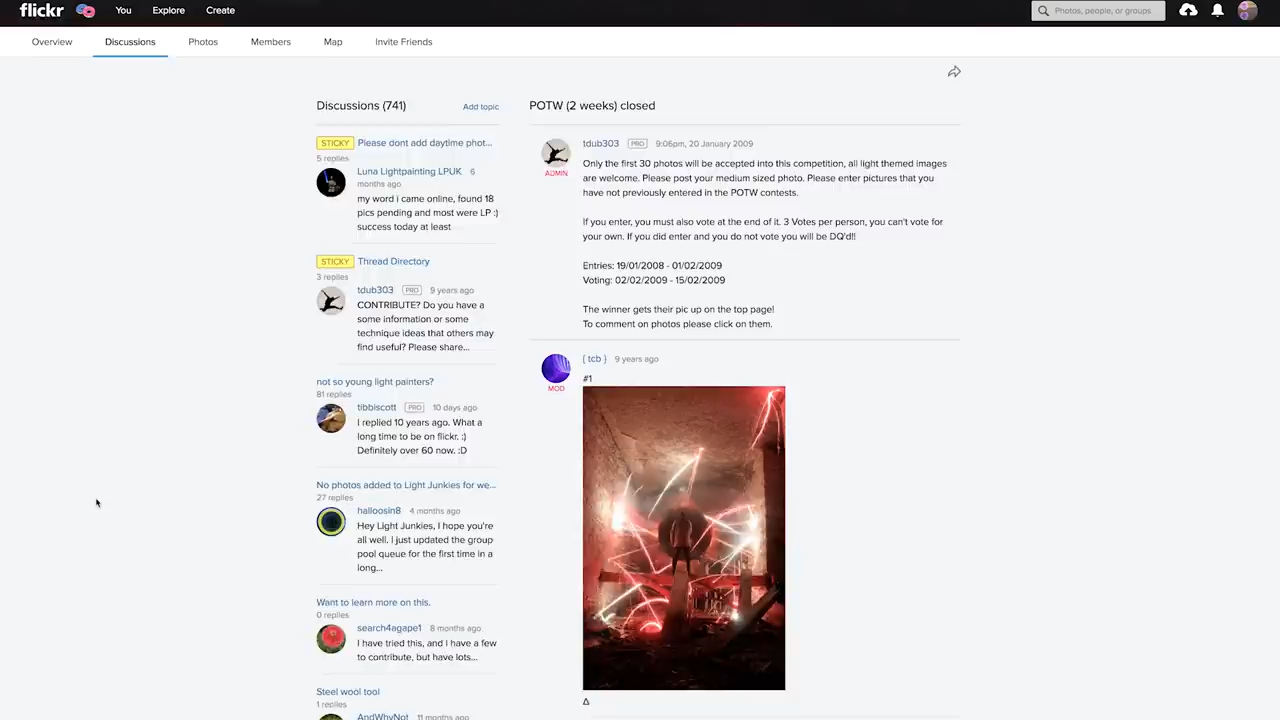 flickr You Explore Create Photos, people, or groups
Overview Discussions Photos Members Map Invite Friends
Discussions (741) Add topic
STICKY Please dont add daytime phot...
5 replies
Luna Lightpainting LPUK 6
months ago
my word i came online, found 18
pics pending and most were LP :)
success today at least
STICKY Thread Directory
3 replies
tdub303 PRO 9 years ago
CONTRIBUTE? Do you have a
some information or some
technique ideas that others may
find useful? Please share...
not so young light painters?
81 replies
tibbiscott PRO 10 days ago
I replied 10 years ago. What a
long time to be on flickr. :)
Definitely over 60 now. :D
No photos added to Light Junkies for we...
27 replies
halloosin8 4 months ago
Hey Light Junkies, I hope you're
all well. I just updated the group
pool queue for the first time in a
long...
Want to learn more on this.
0 replies
search4agape1 8 months ago
I have tried this, and I have a few
to contribute, but have lots...
Steel wool tool
1 replies
AndWhyNot 11 months ago
POTW (2 weeks) closed
tdub303 PRO 9:06pm, 20 January 2009
ADMIN
Only the first 30 photos will be accepted into this competition, all light themed images
are welcome. Please post your medium sized photo. Please enter pictures that you
have not previously entered in the POTW contests.
If you enter, you must also vote at the end of it. 3 Votes per person, you can't vote for
your own. If you did enter and you do not vote you will be DQ'd!!
Entries: 19/01/2008 - 01/02/2009
Voting: 02/02/2009 - 15/02/2009
The winner gets their pic up on the top page!
To comment on photos please click on them.
{ tcb } 9 years ago
MOD
#1
Δ